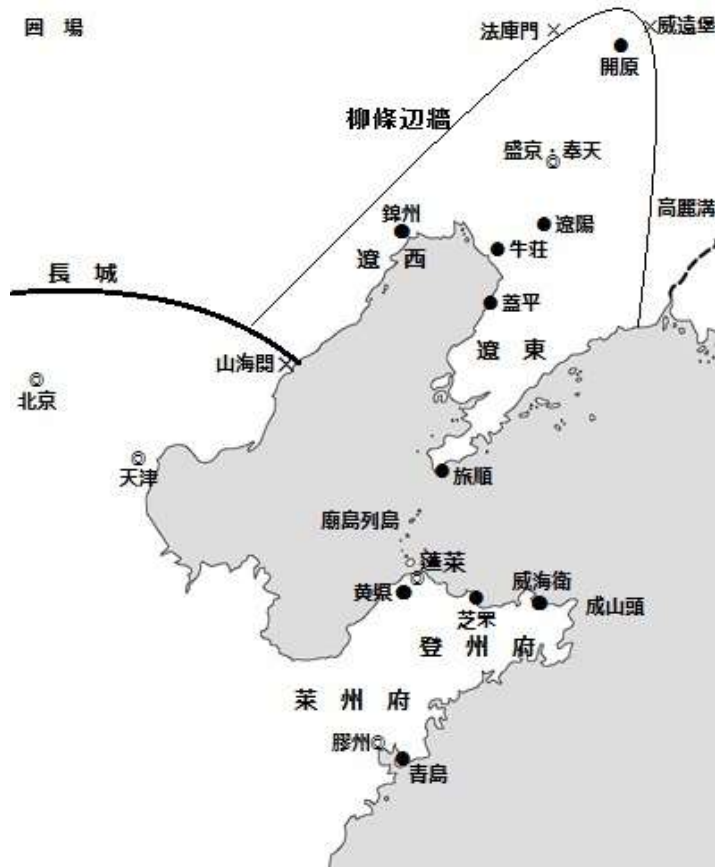 囲 場
法庫門
威遠堡
開原
柳條辺牆
盛京
奉天
高麗溝
錦州
遼陽
遼 西
牛荘
長 城
蓋平
遼 東
山海関
北京
天津
旅順
廟島列島
蓬莱
黄県
威海衛
芝罘
成山頭
登 州 府
莱 州 府
膠州
青島